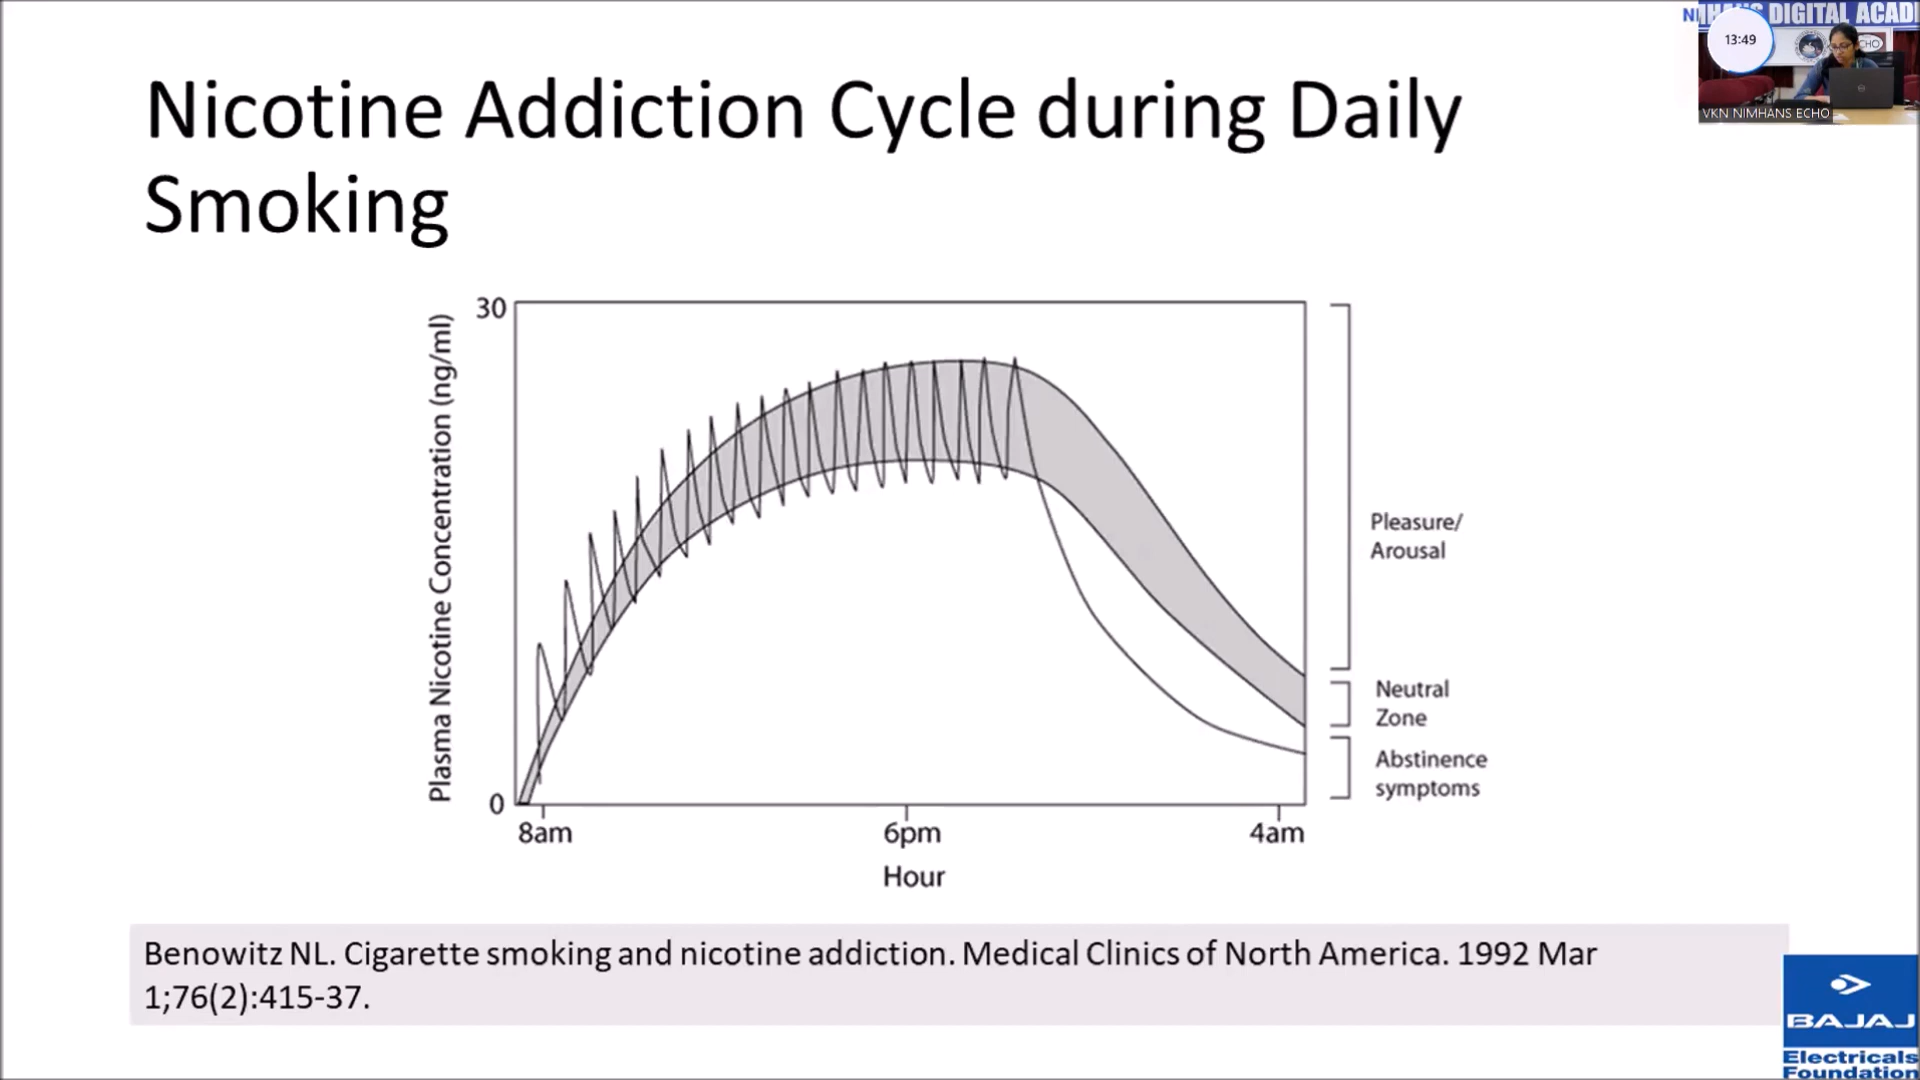 NIMHANS DIGITAL ACAD
13:49
ECHO
VKN NIMHANS ECHO
Nicotine Addiction Cycle during Daily
Smoking
30
Plasma Nicotine Concentration (ng/ml)
0
8am
6pm
4am
Hour
Pleasure/
Arousal
Neutral
Zone
Abstinence
symptoms
Benowitz NL. Cigarette smoking and nicotine addiction. Medical Clinics of North America. 1992 Mar
1;76(2):415-37.
BAJAJ
Electricals
Foundation